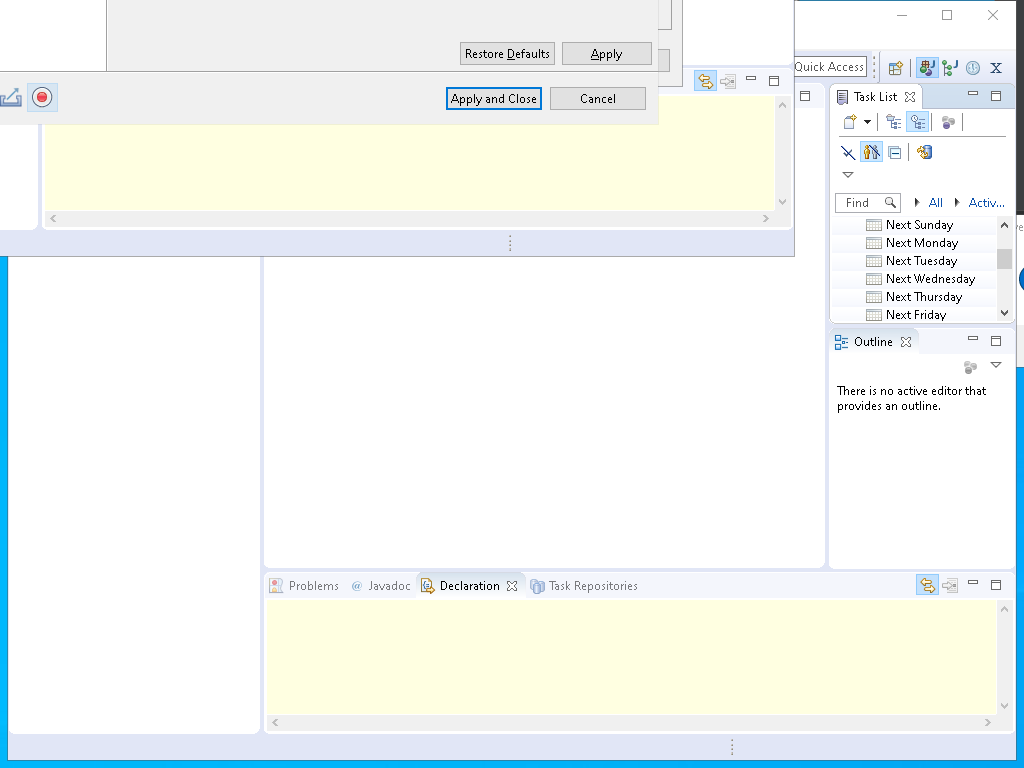 Restore Defaults
Apply
Apply and Close
Cancel
Quick Access
Task List
Find
All
Activ...
Next Sunday
Next Monday
Next Tuesday
Next Wednesday
Next Thursday
Next Friday
Outline
There is no active editor that
provides an outline.
Problems
@ Javadoc
Declaration
Task Repositories